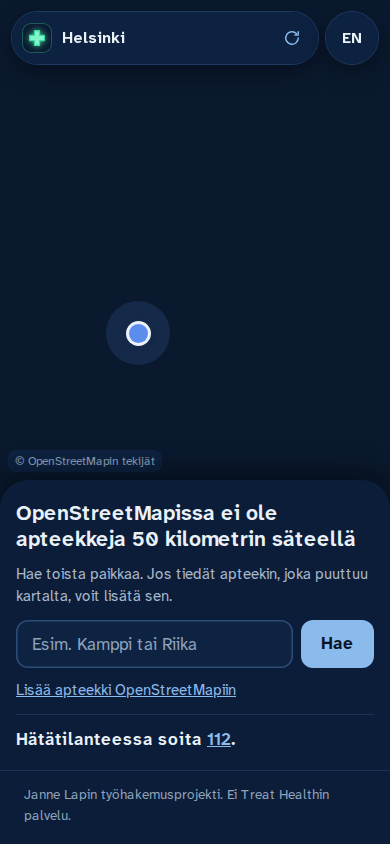 Helsinki
EN
© OpenStreetMapin tekijät
OpenStreetMapissa ei ole
apteekkeja 50 kilometrin säteellä
Hae toista paikkaa. Jos tiedät apteekin, joka puuttuu
kartalta, voit lisätä sen.
Esim. Kamppi tai Riika
Hae
Lisää apteekki OpenStreetMapiin
Hätätilanteessa soita 112.
Janne Lapin työhakemusprojekti. Ei Treat Healthin
palvelu.